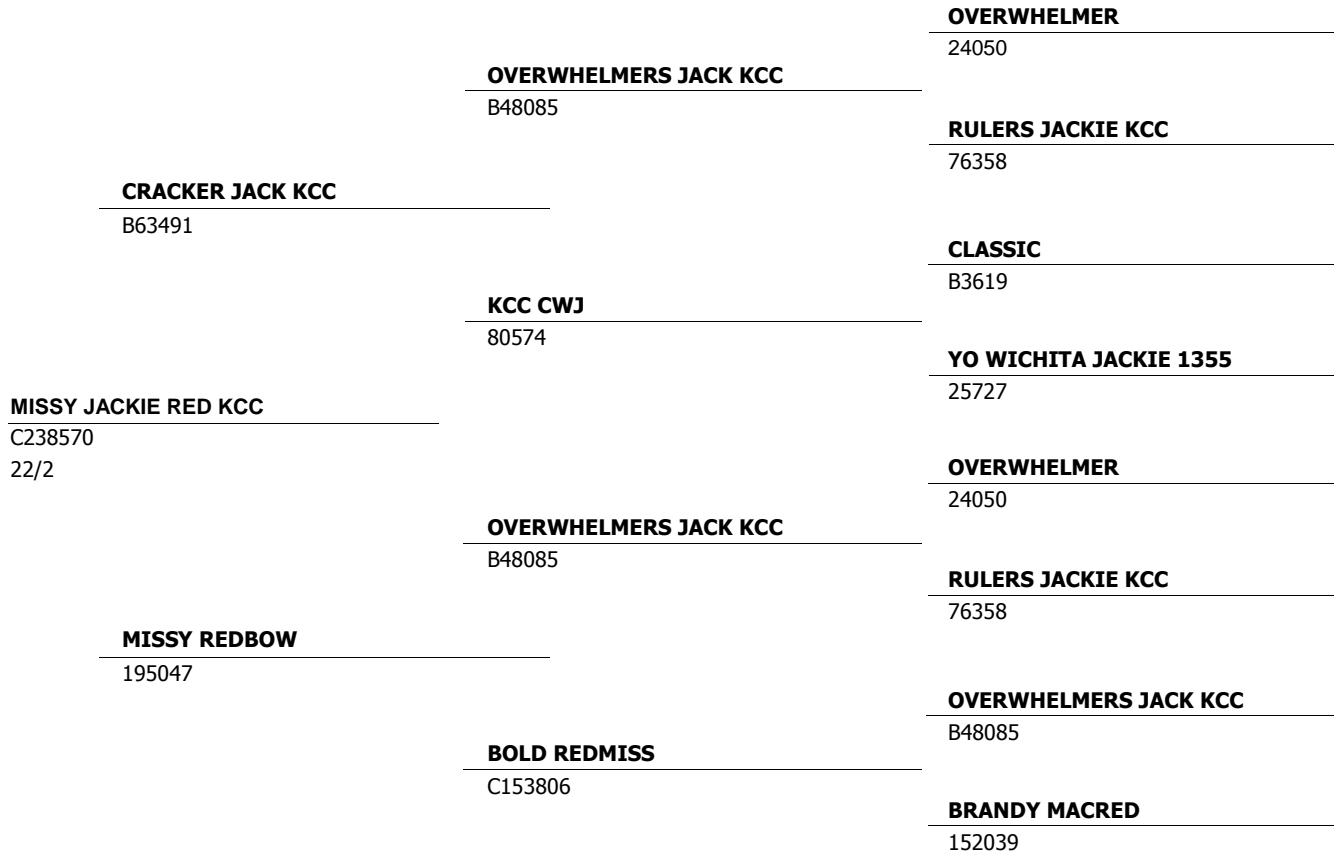 OVERWHELMER
24050
OVERWHELMERS JACK KCC
B48085
RULERS JACKIE KCC
76358
CRACKER JACK KCC
B63491
CLASSIC
B3619
KCC CWJ
80574
YO WICHITA JACKIE 1355
25727
MISSY JACKIE RED KCC
C238570
22/2
OVERWHELMER
24050
OVERWHELMERS JACK KCC
B48085
RULERS JACKIE KCC
76358
MISSY REDBOW
195047
OVERWHELMERS JACK KCC
B48085
BOLD REDMISS
C153806
BRANDY MACRED
152039